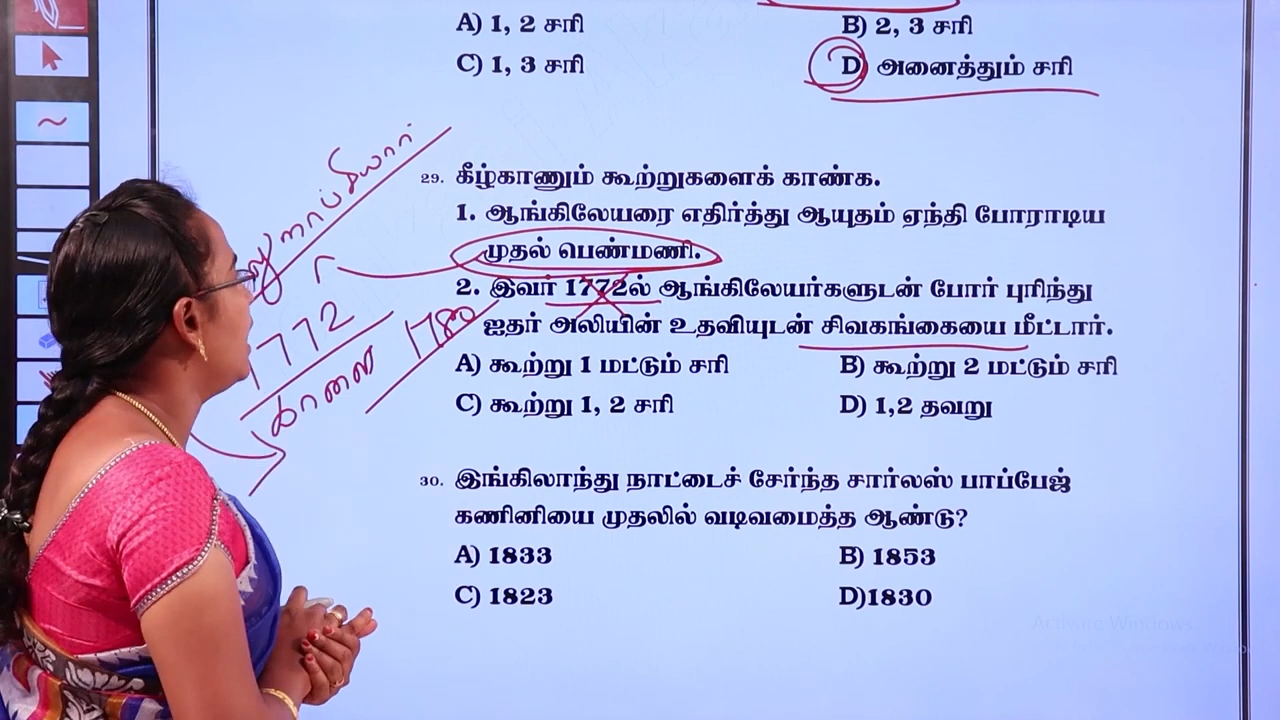 A) 1, 2 சரி
B) 2, 3 சரி
C) 1, 3 சரி
D) அனைத்தும் சரி
29. கீழ்காணும் கூற்றுகளைக் காண்க.
1. ஆங்கிலேயரை எதிர்த்து ஆயுதம் ஏந்தி போராடிய
முதல் பெண்மணி.
2. இவர் 1772ல் ஆங்கிலேயர்களுடன் போர் புரிந்து
ஐதர் அலியின் உதவியுடன் சிவகங்கையை மீட்டார்.
A) கூற்று 1 மட்டும் சரி
B) கூற்று 2 மட்டும் சரி
C) கூற்று 1, 2 சரி
D) 1,2 தவறு
1772
1780
30. இங்கிலாந்து நாட்டைச் சேர்ந்த சார்லஸ் பாப்பேஜ்
கணினியை முதலில் வடிவமைத்த ஆண்டு?
A) 1833
B) 1853
C) 1823
D)1830
Activate Windows